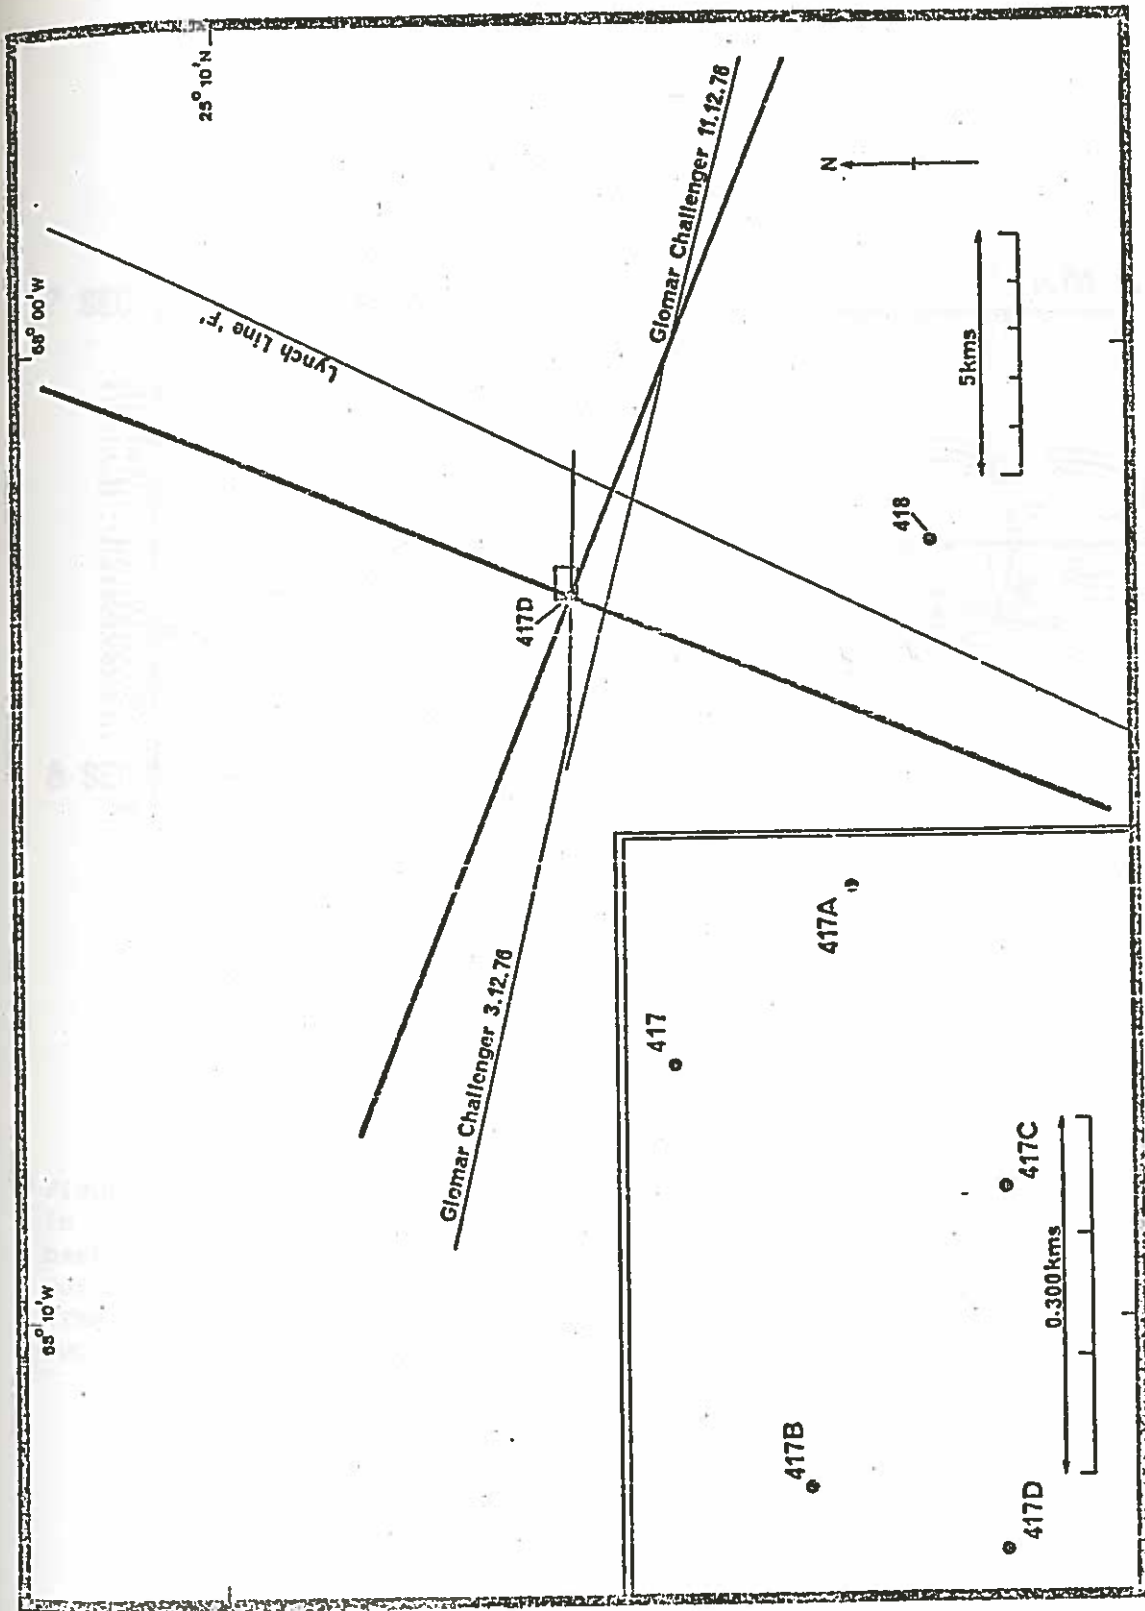 68° 10'W
68° 00'W
25° 10'N
Lynch Line 'F'
Glomar Challenger 3.12.76
417D
Glomar Challenger 11.12.76
N
418
5kms
417
417B
417A
417D
417C
0.300kms